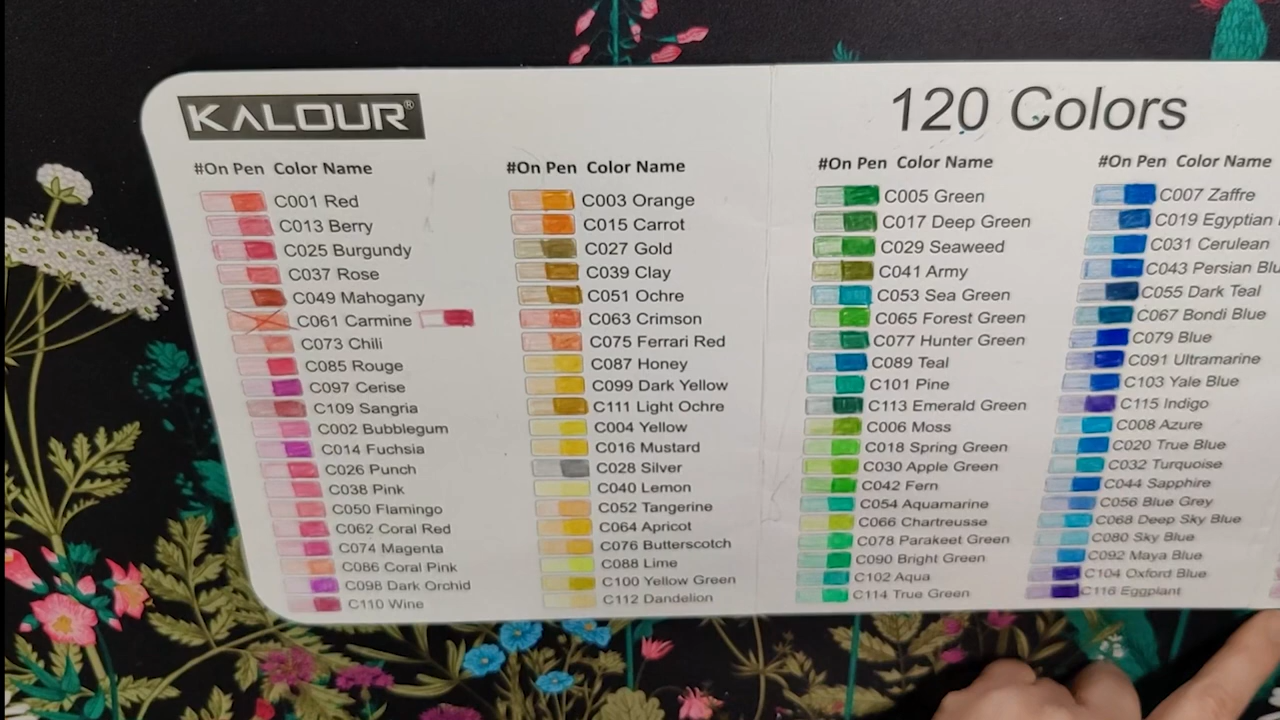 KALOUR®
120 Colors
#On Pen Color Name
C001 Red
C013 Berry
C025 Burgundy
C037 Rose
C049 Mahogany
C061 Carmine
C073 Chili
C085 Rouge
C097 Cerise
C109 Sangria
C002 Bubblegum
C014 Fuchsia
C026 Punch
C038 Pink
C050 Flamingo
C062 Coral Red
C074 Magenta
C086 Coral Pink
C098 Dark Orchid
C110 Wine
#On Pen Color Name
C003 Orange
C015 Carrot
C027 Gold
C039 Clay
C051 Ochre
C063 Crimson
C075 Ferrari Red
C087 Honey
C099 Dark Yellow
C111 Light Ochre
C004 Yellow
C016 Mustard
C028 Silver
C040 Lemon
C052 Tangerine
C064 Apricot
C076 Butterscotch
C088 Lime
C100 Yellow Green
C112 Dandelion
#On Pen Color Name
C005 Green
C017 Deep Green
C029 Seaweed
C041 Army
C053 Sea Green
C065 Forest Green
C077 Hunter Green
C089 Teal
C101 Pine
C113 Emerald Green
C006 Moss
C018 Spring Green
C030 Apple Green
C042 Fern
C054 Aquamarine
C066 Chartreusse
C078 Parakeet Green
C090 Bright Green
C102 Aqua
C114 True Green
#On Pen Color Name
C007 Zaffre
C019 Egyptian
C031 Cerulean
C043 Persian Blu
C055 Dark Teal
C067 Bondi Blue
C079 Blue
C091 Ultramarine
C103 Yale Blue
C115 Indigo
C008 Azure
C020 True Blue
C032 Turquoise
C044 Sapphire
C056 Blue Grey
C068 Deep Sky Blue
C080 Sky Blue
C092 Maya Blue
C104 Oxford Blue
C116 Eggplant